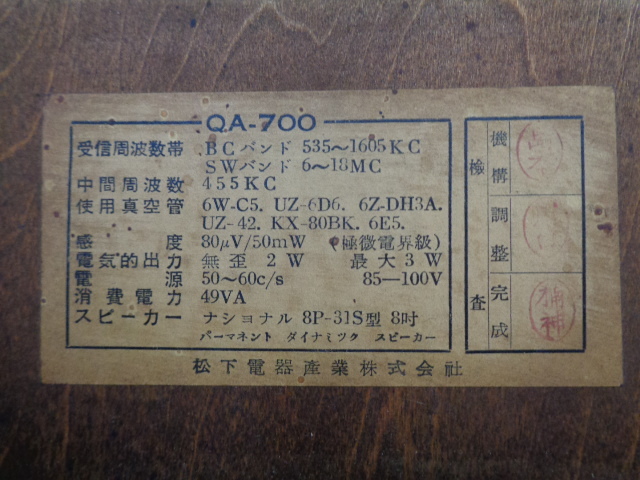 QA-700
受信周波数帯 BCバンド 535~1605KC
SWバンド 6~18MC
中間周波数 455KC
使用真空管 6W-C5. UZ-6D6. 6Z-DH3A.
UZ-42. KX-80BK. 6E5.
感度 80μV/50mW (極微電界級)
電気的出力 無歪 2W 最大 3W
電源 50~60c/s 85—100V
消費電力 49VA
スピーカー ナショナル 8P-31S型 8吋
パーマネント ダイナミック スピーカー
松下電器産業株式会社
検査
機構
調整
完成